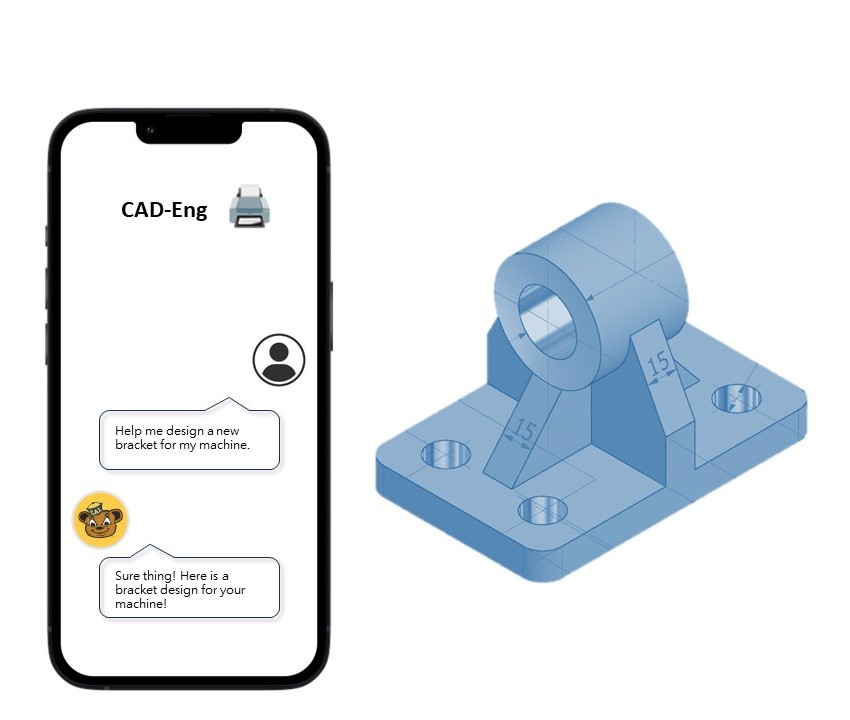 CAD-Eng
Help me design a new
bracket for my machine.
CAL
Sure thing! Here is a
bracket design for your
machine!
15
15